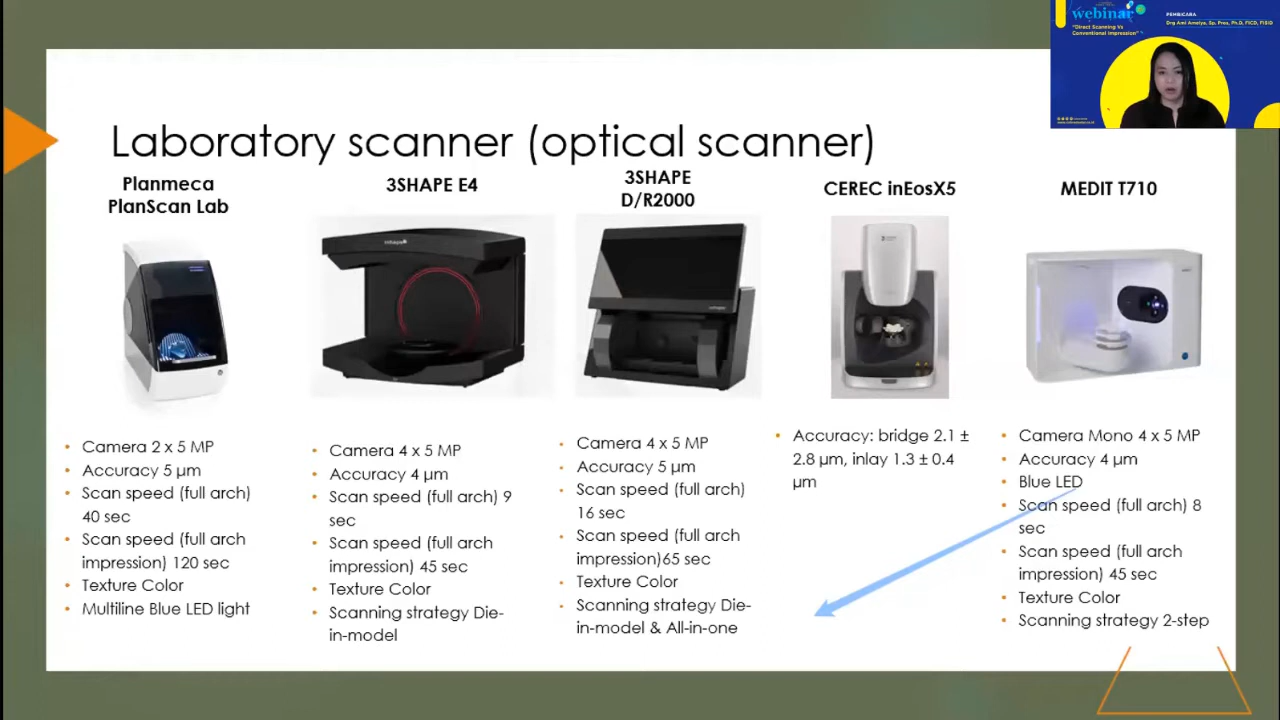 webinar
"Direct Scanning Vs
Conventional Impression"
PEMBICARA
Drg Ami Amelya, Sp. Pros, Ph.D, FICD, FISID
Laboratory scanner (optical scanner)
Planmeca
PlanScan Lab
• Camera 2 x 5 MP
• Accuracy 5 µm
• Scan speed (full arch)
40 sec
• Scan speed (full arch
impression) 120 sec
• Texture Color
• Multiline Blue LED light
3SHAPE E4
3shape
• Camera 4 x 5 MP
• Accuracy 4 µm
• Scan speed (full arch) 9
sec
• Scan speed (full arch
impression) 45 sec
• Texture Color
• Scanning strategy Die-
in-model
3SHAPE
D/R2000
• Camera 4 x 5 MP
• Accuracy 5 µm
• Scan speed (full arch)
16 sec
• Scan speed (full arch
impression)65 sec
• Texture Color
• Scanning strategy Die-
in-model & All-in-one
CEREC inEosX5
• Accuracy: bridge 2.1 ±
2.8 µm, inlay 1.3 ± 0.4
µm
MEDIT T710
• Camera Mono 4 x 5 MP
• Accuracy 4 µm
• Blue LED
• Scan speed (full arch) 8
sec
• Scan speed (full arch
impression) 45 sec
• Texture Color
• Scanning strategy 2-step